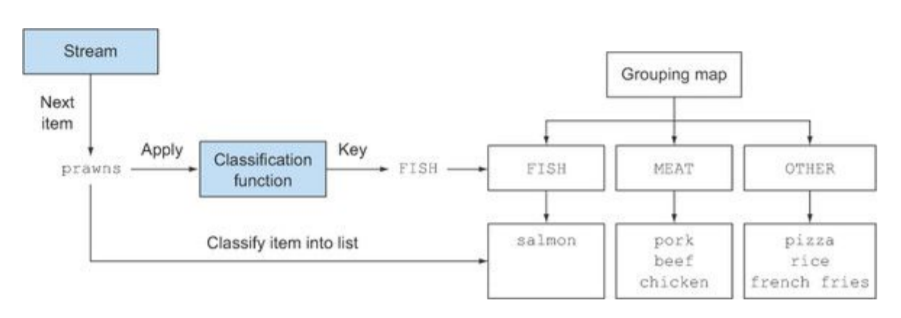 Stream
Grouping map
Next
item
Apply
Key
prawns
Classification
function
FISH
FISH
MEAT
OTHER
Classify item into list
salmon
pork
beef
chicken
pizza
rice
french fries